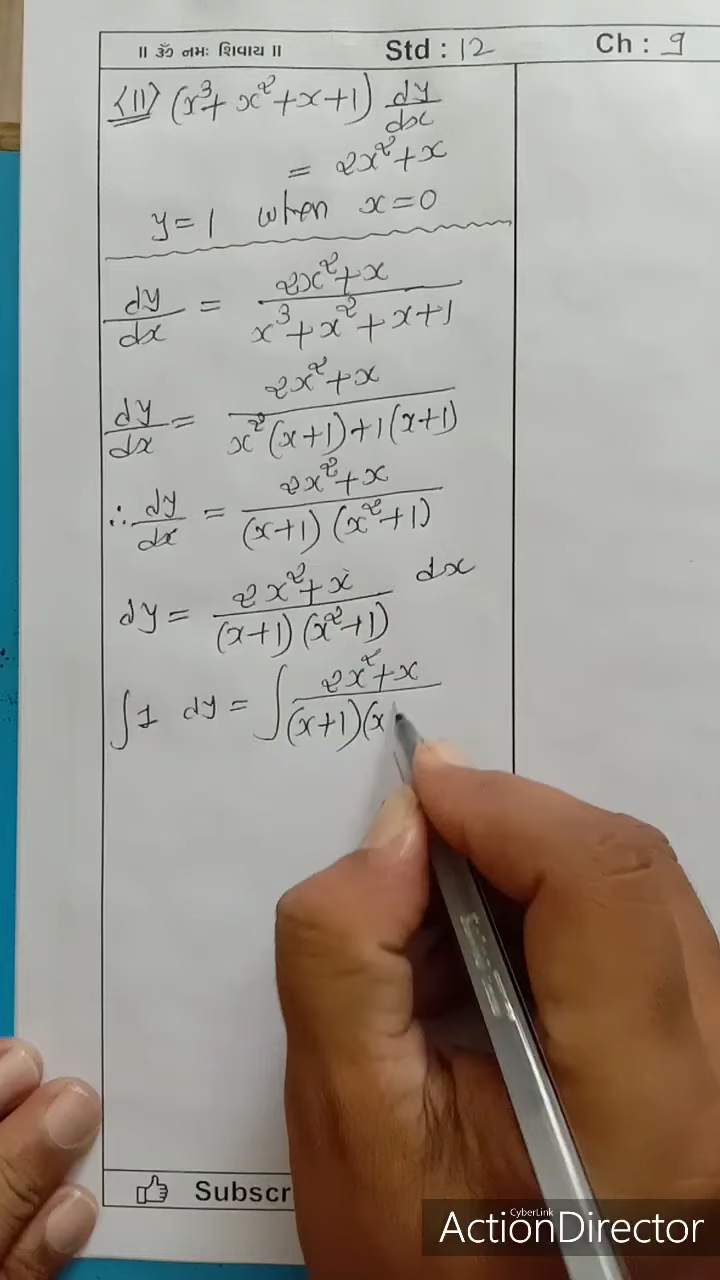 ॥ ॐ નમઃ શિવાય ॥ Std : 12 Ch : 9
<11> (x³+x²+x+1) dy/dx
= 2x²+x
y=1 when x=0
dy/dx = 2x²+x / x³+x²+x+1
dy/dx = 2x²+x / x²(x+1)+1(x+1)
∴ dy/dx = 2x²+x / (x+1)(x²+1)
dy = 2x²+x / (x+1)(x²+1) dx
∫1 dy = ∫ 2x²+x / (x+1)(x
Subscr
CyberLink
ActionDirector